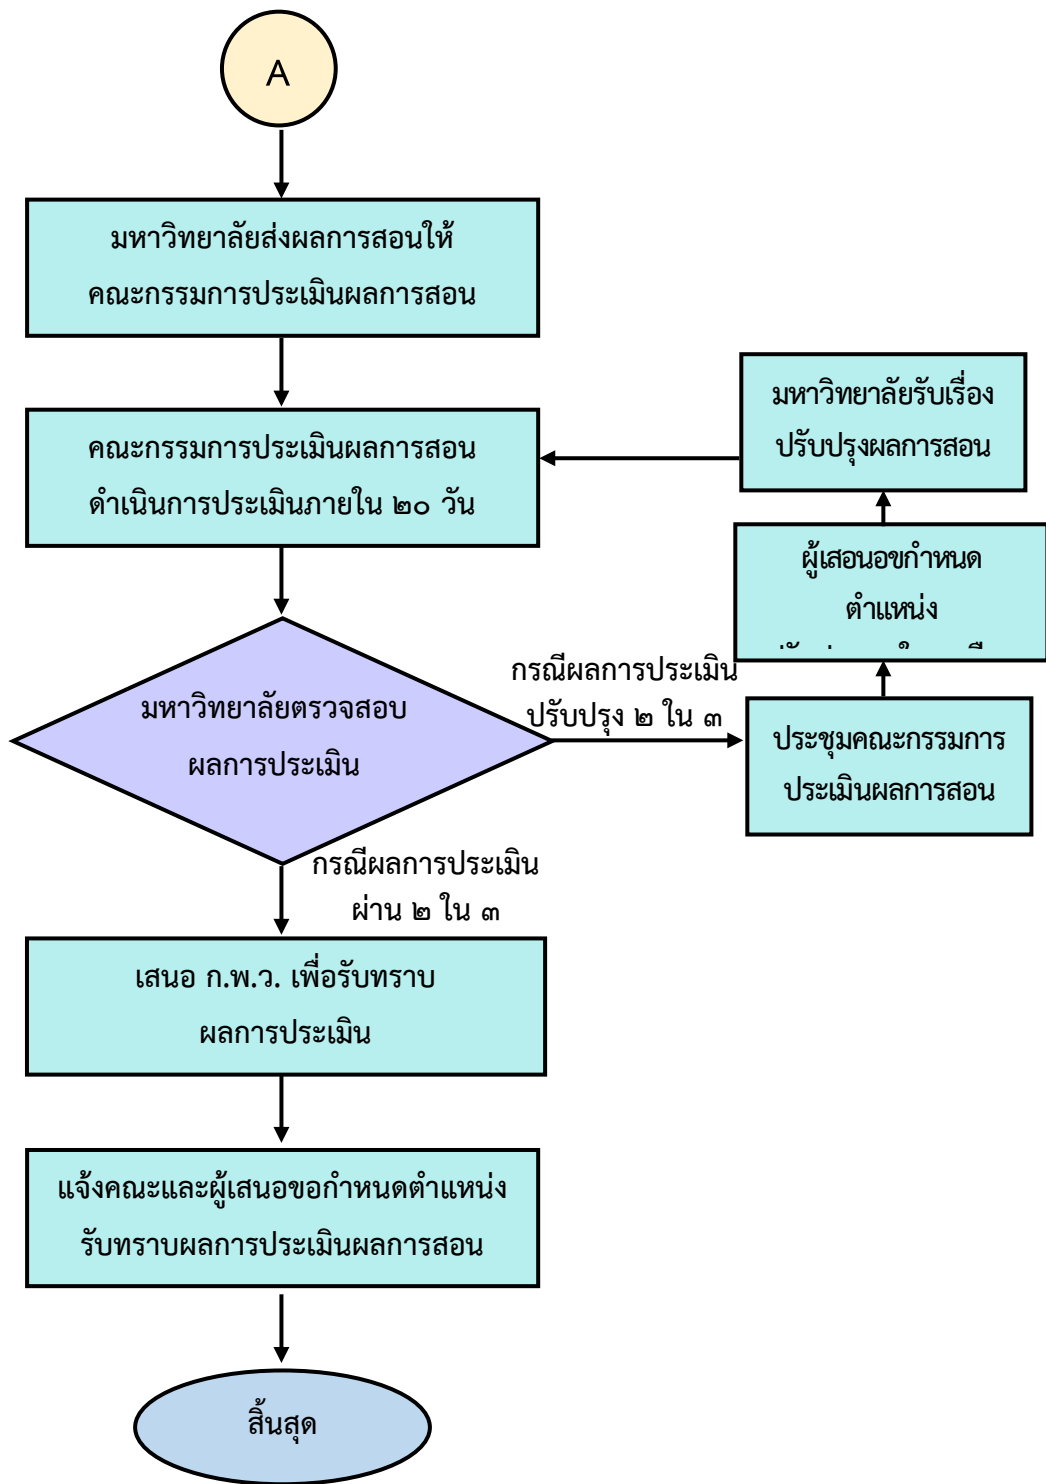 A
มหาวิทยาลัยส่งผลการสอนให้
คณะกรรมการประเมินผลการสอน
คณะกรรมการประเมินผลการสอน
ดำเนินการประเมินภายใน ๒๐ วัน
มหาวิทยาลัยรับเรื่อง
ปรับปรุงผลการสอน
ผู้เสอนอขกำหนด
ตำแหน่ง
กรณีผลการประเมิน
ปรับปรุง ๒ ใน ๓
มหาวิทยาลัยตรวจสอบ
ผลการประเมิน
ประชุมคณะกรรมการ
ประเมินผลการสอน
กรณีผลการประเมิน
ผ่าน ๒ ใน ๓
เสนอ ก.พ.ว. เพื่อรับทราบ
ผลการประเมิน
แจ้งคณะและผู้เสนอขอกำหนดตำแหน่ง
รับทราบผลการประเมินผลการสอน
สิ้นสุด